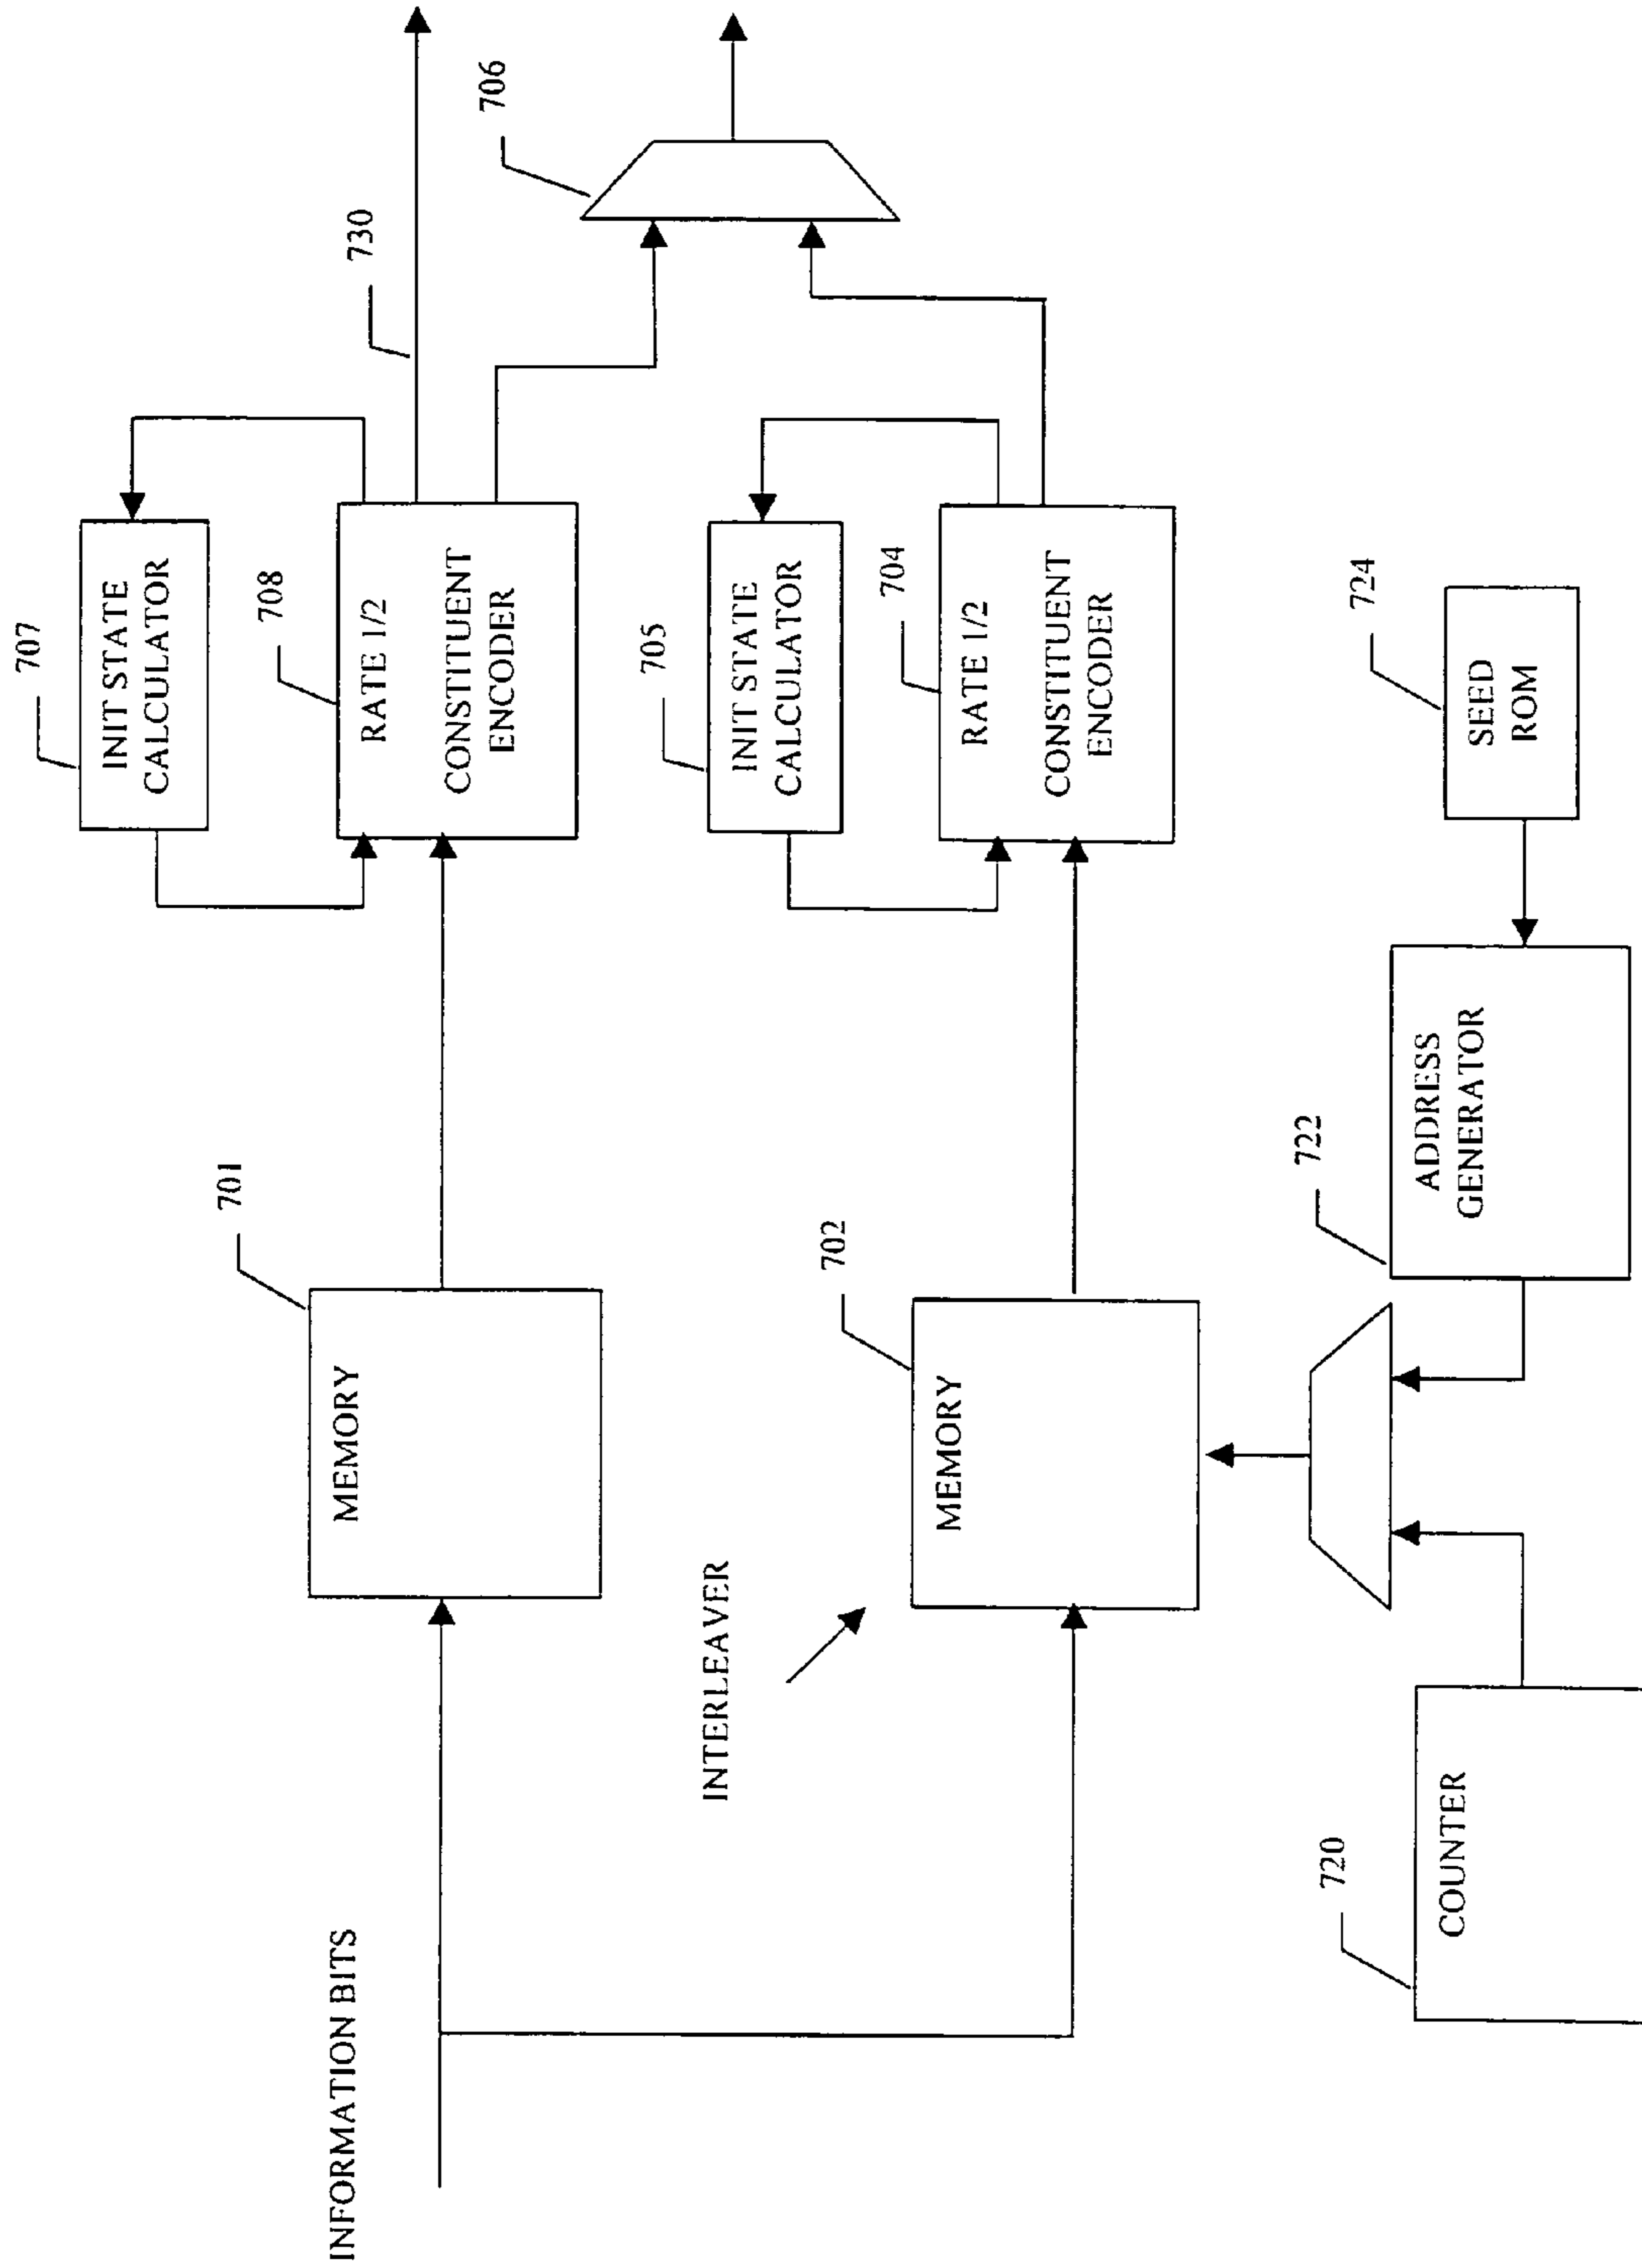 707
INIT STATE
CALCULATOR
730
706
708
RATE 1/2
CONSTITUENT
ENCODER
701
MEMORY
INFORMATION BITS
705
INIT STATE
CALCULATOR
704
RATE 1/2
CONSTITUENT
ENCODER
702
MEMORY
INTERLEAVER
724
SEED
ROM
722
ADDRESS
GENERATOR
720
COUNTER